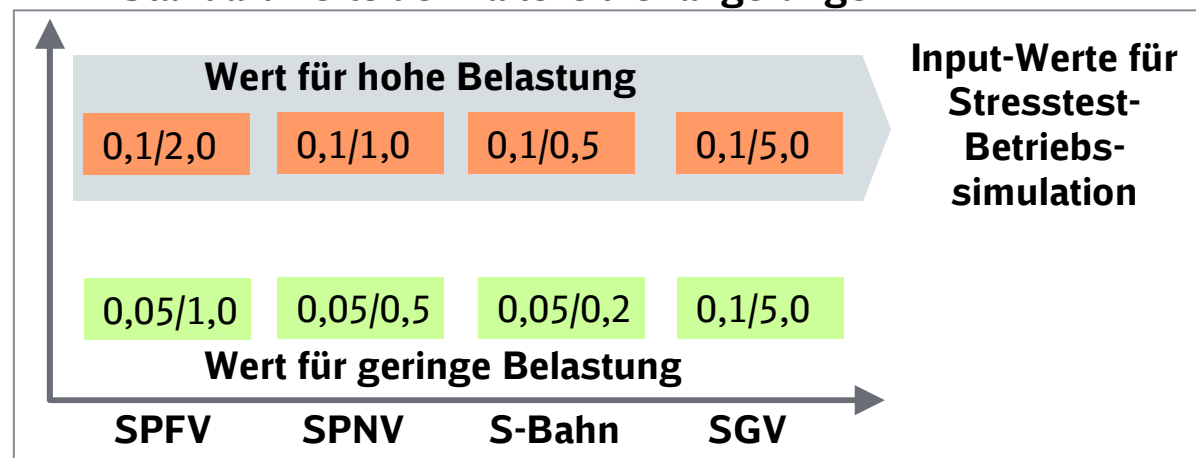 Wert für hohe Belastung
0,1/2,0 0,1/1,0 0,1/0,5 0,1/5,0
Input-Werte für
Stresstest-
Betriebs-
simulation
0,05/1,0 0,05/0,5 0,05/0,2 0,1/5,0
Wert für geringe Belastung
SPFV SPNV S-Bahn SGV